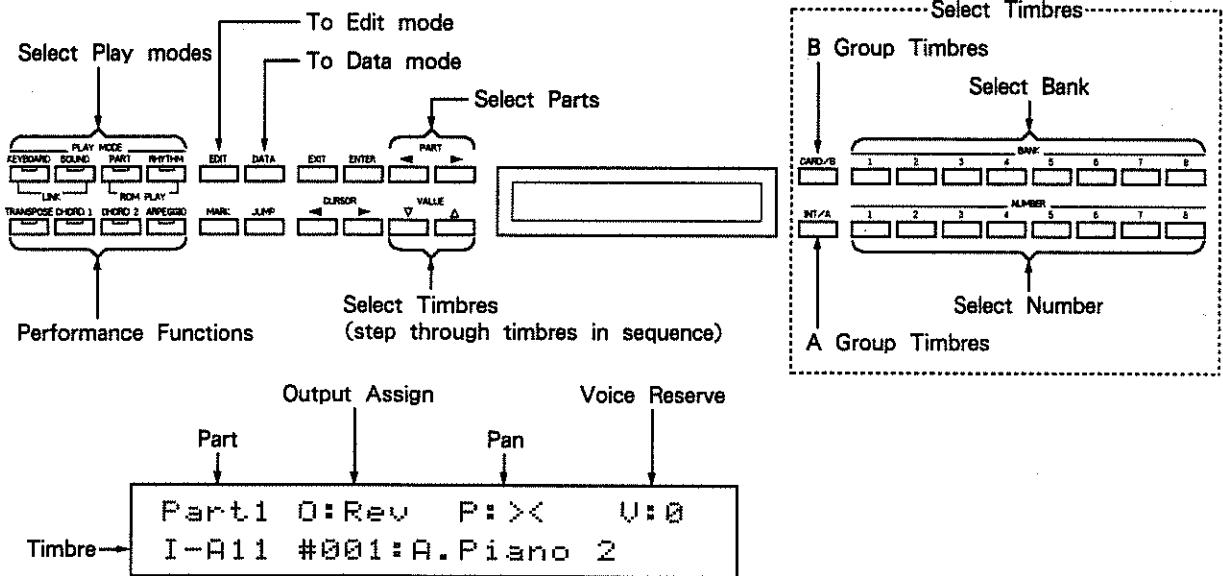 Select Timbres
To Edit mode
B Group Timbres
Select Play modes
To Data mode
Select Bank
Select Parts
PLAY MODE
PART
BANK
KEYBOARD SOUND PART RHYTHM EDIT DATA EXIT ENTER ◄ ► CARD/B 1 2 3 4 5 6 7 8
LINK ROM PLAY
CURSOR VALUE NUMBER
TRANSPOSE CHORD 1 CHORD 2 ARPEGGIO MARK JUMP ◄ ► ▽ △ INT/A 1 2 3 4 5 6 7 8
Select Timbres
(step through timbres in sequence)
Select Number
Performance Functions
A Group Timbres
Output Assign
Voice Reserve
Part
Pan
Part1 O:Rev P:>< V:0
Timbre
I-A11 #001:A.Piano 2